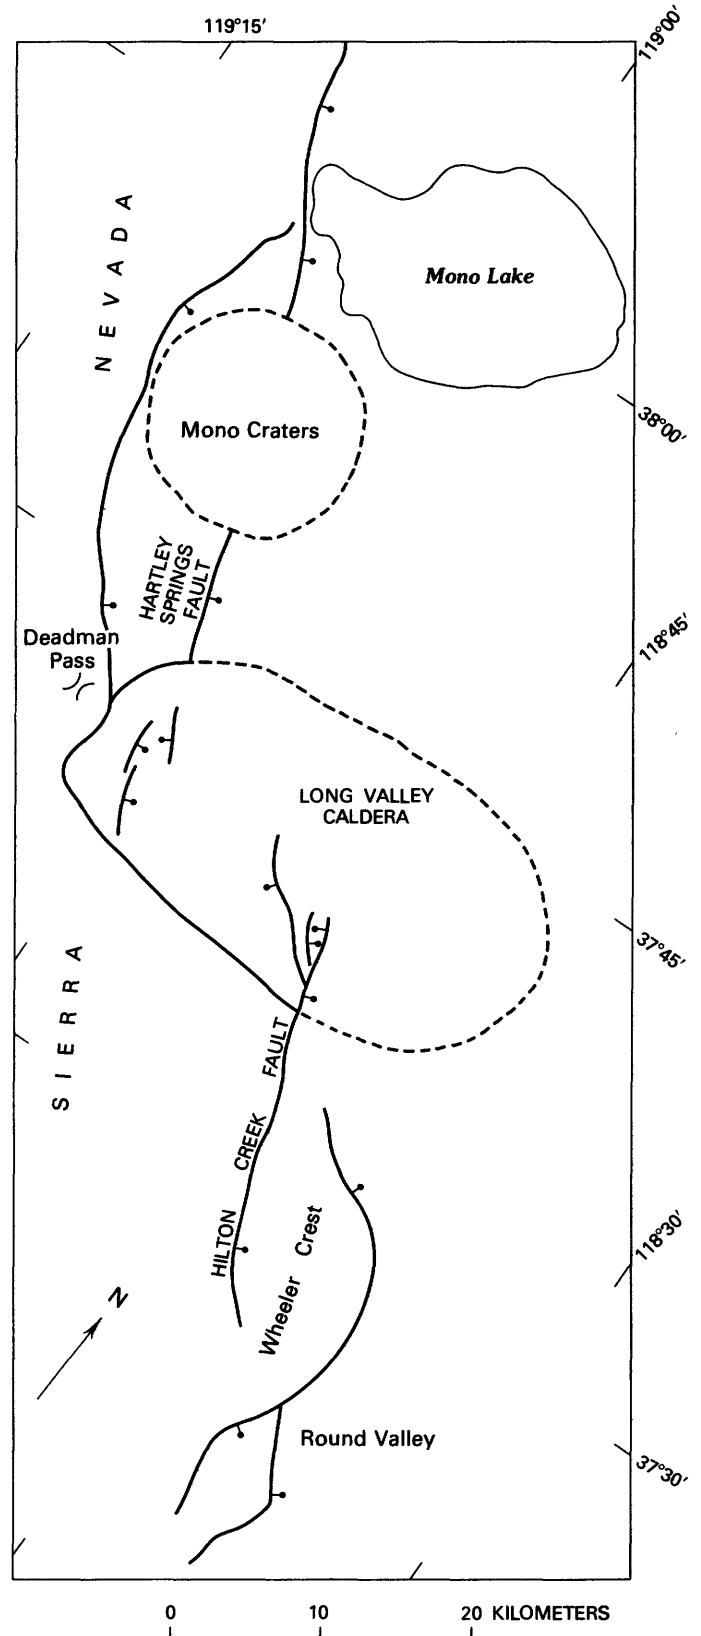 119°15′
119°00′
NEVADA
Mono Lake
38°00′
Mono Craters
HARTLEY
SPRINGS
FAULT
Deadman
Pass
118°45′
LONG VALLEY
CALDERA
37°45′
SIERRA
HILTON CREEK FAULT
Wheeler Crest
118°30′
N
Round Valley
37°30′
0 10 20 KILOMETERS